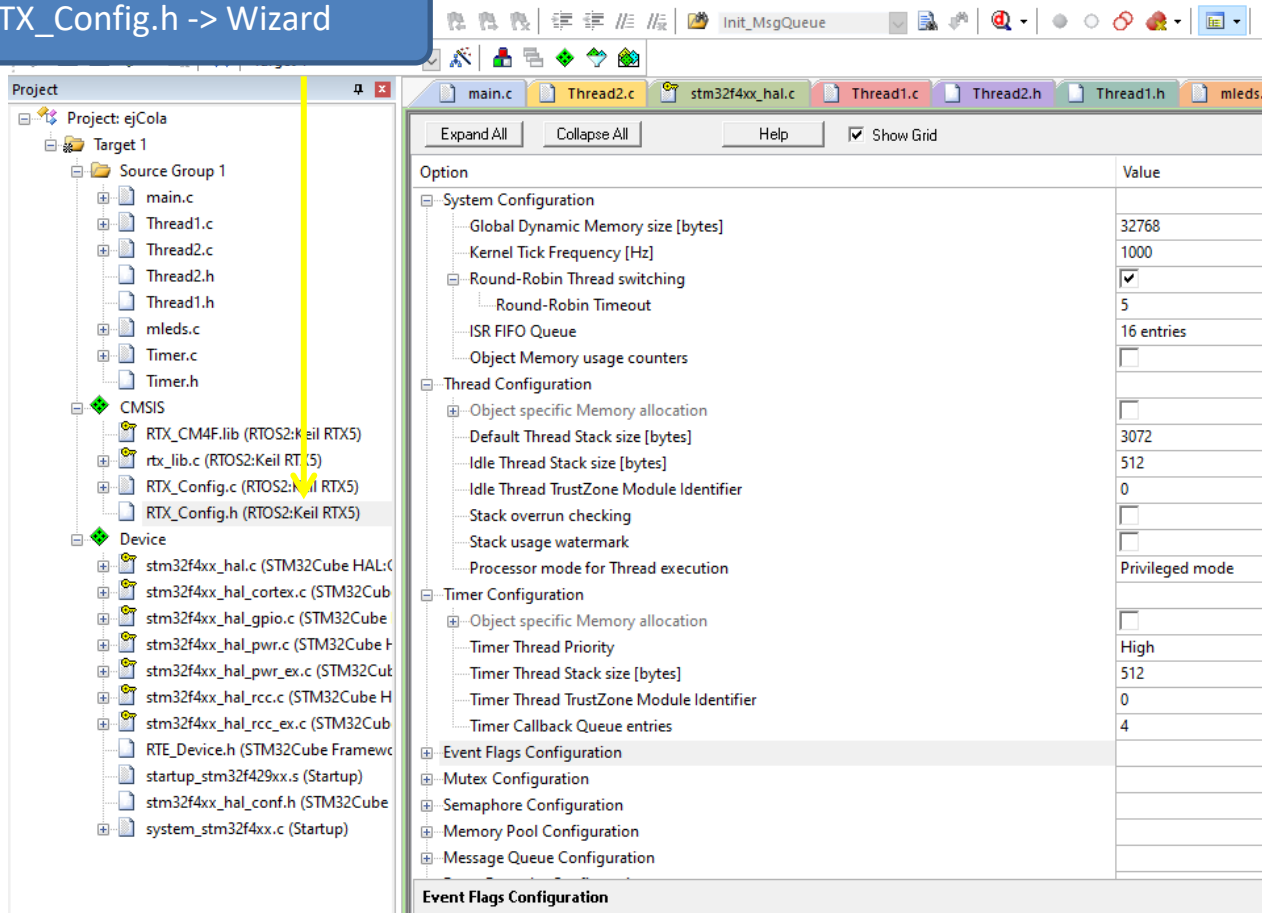 TX_Config.h -> Wizard
Init_MsgQueue
Project
main.c Thread2.c stm32f4xx_hal.c Thread1.c Thread2.h Thread1.h mleds.
Project: ejCola
Target 1
Source Group 1
main.c
Thread1.c
Thread2.c
Thread2.h
Thread1.h
mleds.c
Timer.c
Timer.h
CMSIS
RTX_CM4F.lib (RTOS2:Keil RTX5)
rtx_lib.c (RTOS2:Keil RTX5)
RTX_Config.c (RTOS2:Keil RTX5)
RTX_Config.h (RTOS2:Keil RTX5)
Device
stm32f4xx_hal.c (STM32Cube HAL:C
stm32f4xx_hal_cortex.c (STM32Cub
stm32f4xx_hal_gpio.c (STM32Cube
stm32f4xx_hal_pwr.c (STM32Cube H
stm32f4xx_hal_pwr_ex.c (STM32Cub
stm32f4xx_hal_rcc.c (STM32Cube H
stm32f4xx_hal_rcc_ex.c (STM32Cub
RTE_Device.h (STM32Cube Framewo
startup_stm32f429xx.s (Startup)
stm32f4xx_hal_conf.h (STM32Cube
system_stm32f4xx.c (Startup)
Expand All Collapse All Help Show Grid
Option Value
System Configuration
Global Dynamic Memory size [bytes] 32768
Kernel Tick Frequency [Hz] 1000
Round-Robin Thread switching
Round-Robin Timeout 5
ISR FIFO Queue 16 entries
Object Memory usage counters
Thread Configuration
Object specific Memory allocation
Default Thread Stack size [bytes] 3072
Idle Thread Stack size [bytes] 512
Idle Thread TrustZone Module Identifier 0
Stack overrun checking
Stack usage watermark
Processor mode for Thread execution Privileged mode
Timer Configuration
Object specific Memory allocation
Timer Thread Priority High
Timer Thread Stack size [bytes] 512
Timer Thread TrustZone Module Identifier 0
Timer Callback Queue entries 4
Event Flags Configuration
Mutex Configuration
Semaphore Configuration
Memory Pool Configuration
Message Queue Configuration
Event Flags Configuration